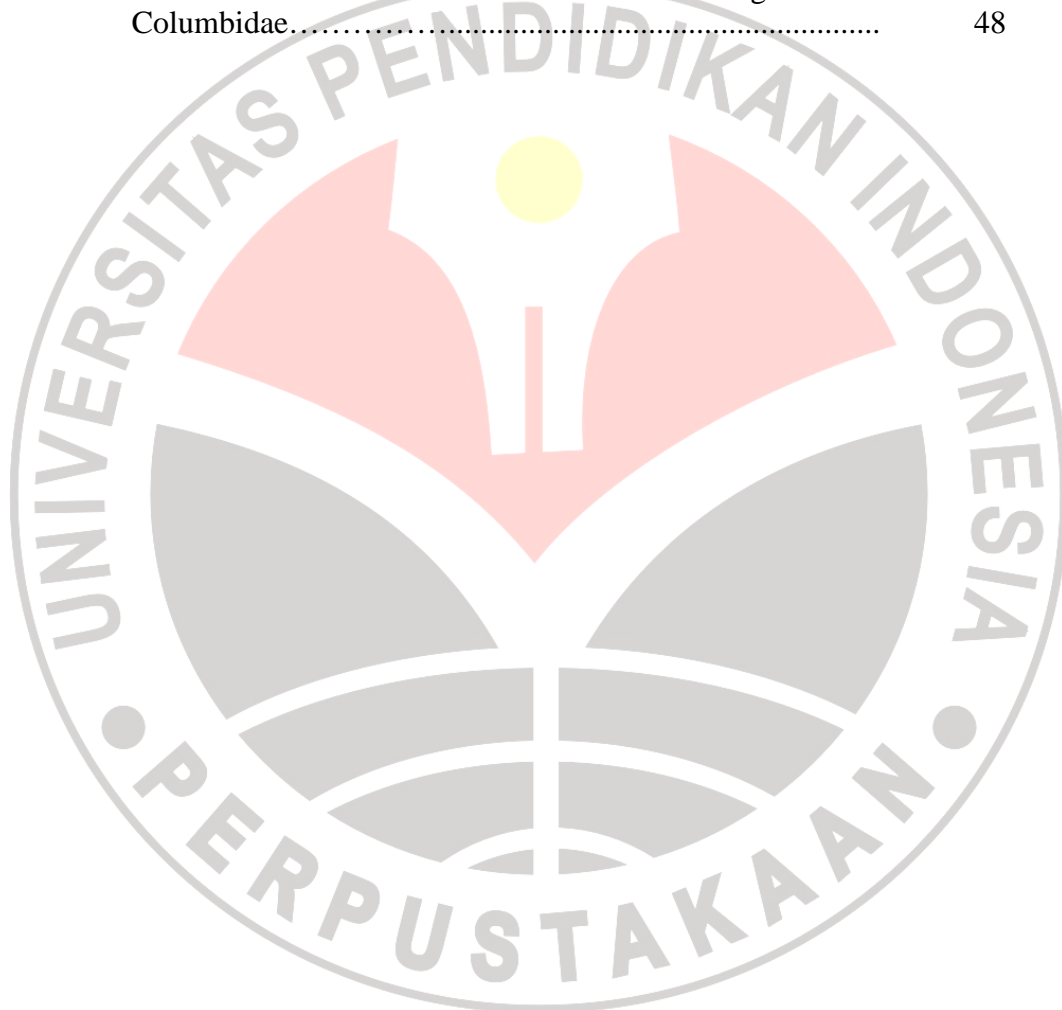 Columbidae…………….......................................................... 48
UNIVERSITAS PENDIDIKAN INDONESIA
PERPUSTAKAAN